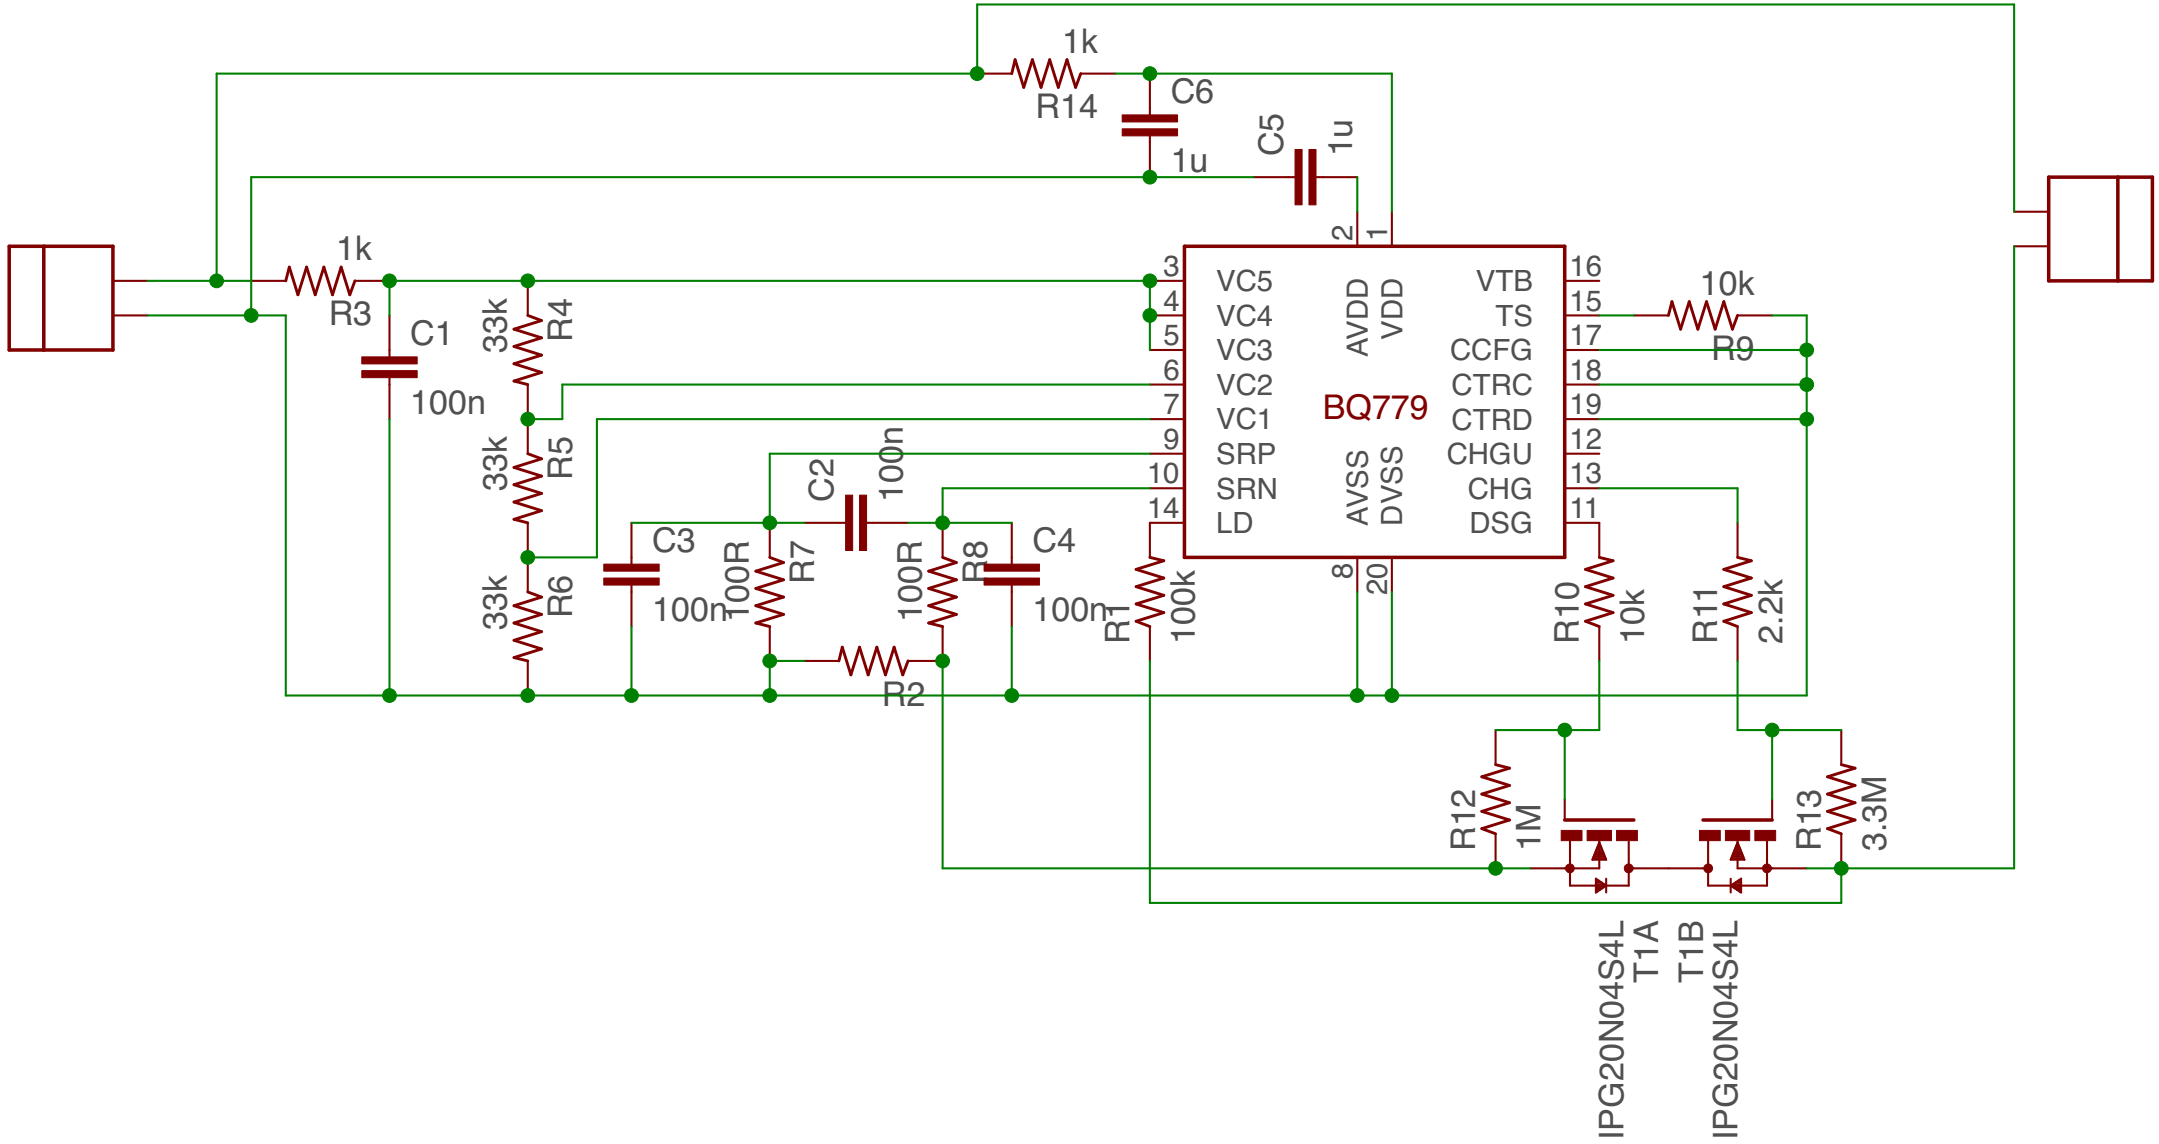 1k
R14
C6
1u
C5
1u
1k
R3
C1
100n
33k
R4
33k
R5
33k
R6
C2
100n
C3
100n
100R
R7
100R
R8
C4
100n
R2
R1
100k
2
1
3
4
5
6
7
9
10
14
VC5
VC4
VC3
VC2
VC1
SRP
SRN
LD
AVDD
VDD
BQ779
AVSS
DVSS
VTB
TS
CCFG
CTRC
CTRD
CHGU
CHG
DSG
16
15
17
18
19
12
13
11
8
20
10k
R9
R10
10k
R11
2.2k
R12
1M
R13
3.3M
IPG20N04S4L
T1A
T1B
IPG20N04S4L